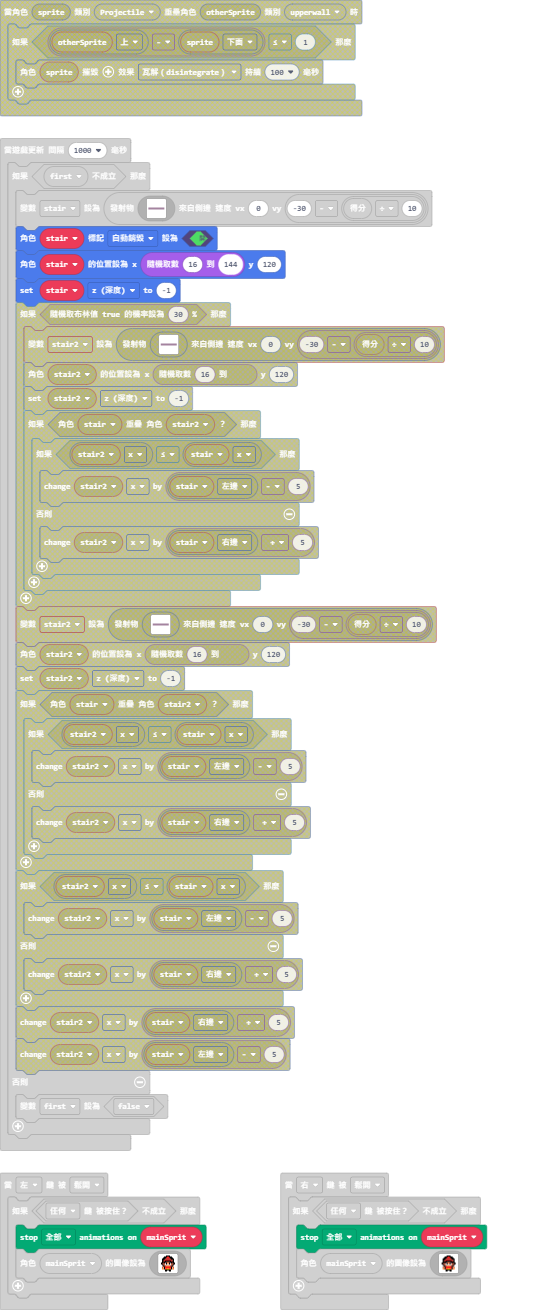 當角色 sprite 類別 Projectile 重疊角色 otherSprite 類別 upperwall 時
如果 otherSprite 上 - sprite 下面 ≤ 1 那麼
角色 sprite 摧毀 效果 瓦解 (disintegrate) 持續 100 毫秒
當遊戲更新 間隔 1000 毫秒
如果 first 不成立 那麼
變數 stair 設為 發射物 來自側邊 速度 vx 0 vy -30 - 得分 ÷ 10
角色 stair 標記 自動銷毀 設為
角色 stair 的位置設為 x 隨機取數 16 到 144 y 120
set stair z (深度) to -1
如果 隨機取布林值 true 的機率設為 30 % 那麼
變數 stair2 設為 發射物 來自側邊 速度 vx 0 vy -30 - 得分 ÷ 10
角色 stair2 的位置設為 x 隨機取數 16 到 y 120
set stair2 z (深度) to -1
如果 角色 stair 重疊 角色 stair2 ? 那麼
如果 stair2 x ≤ stair x 那麼
change stair2 x by stair 左邊 - 5
否則
change stair2 x by stair 右邊 + 5
變數 stair2 設為 發射物 來自側邊 速度 vx 0 vy -30 - 得分 ÷ 10
角色 stair2 的位置設為 x 隨機取數 16 到 y 120
set stair2 z (深度) to -1
如果 角色 stair 重疊 角色 stair2 ? 那麼
如果 stair2 x ≤ stair x 那麼
change stair2 x by stair 左邊 - 5
否則
change stair2 x by stair 右邊 + 5
如果 stair2 x ≤ stair x 那麼
change stair2 x by stair 左邊 - 5
否則
change stair2 x by stair 右邊 + 5
change stair2 x by stair 右邊 + 5
change stair2 x by stair 左邊 - 5
否則
變數 first 設為 false
當 左 鍵 被 鬆開
如果 任何 鍵 被按住？ 不成立 那麼
stop 全部 animations on mainSprit
角色 mainSprit 的圖像設為
當 右 鍵 被 鬆開
如果 任何 鍵 被按住？ 不成立 那麼
stop 全部 animations on mainSprit
角色 mainSprit 的圖像設為